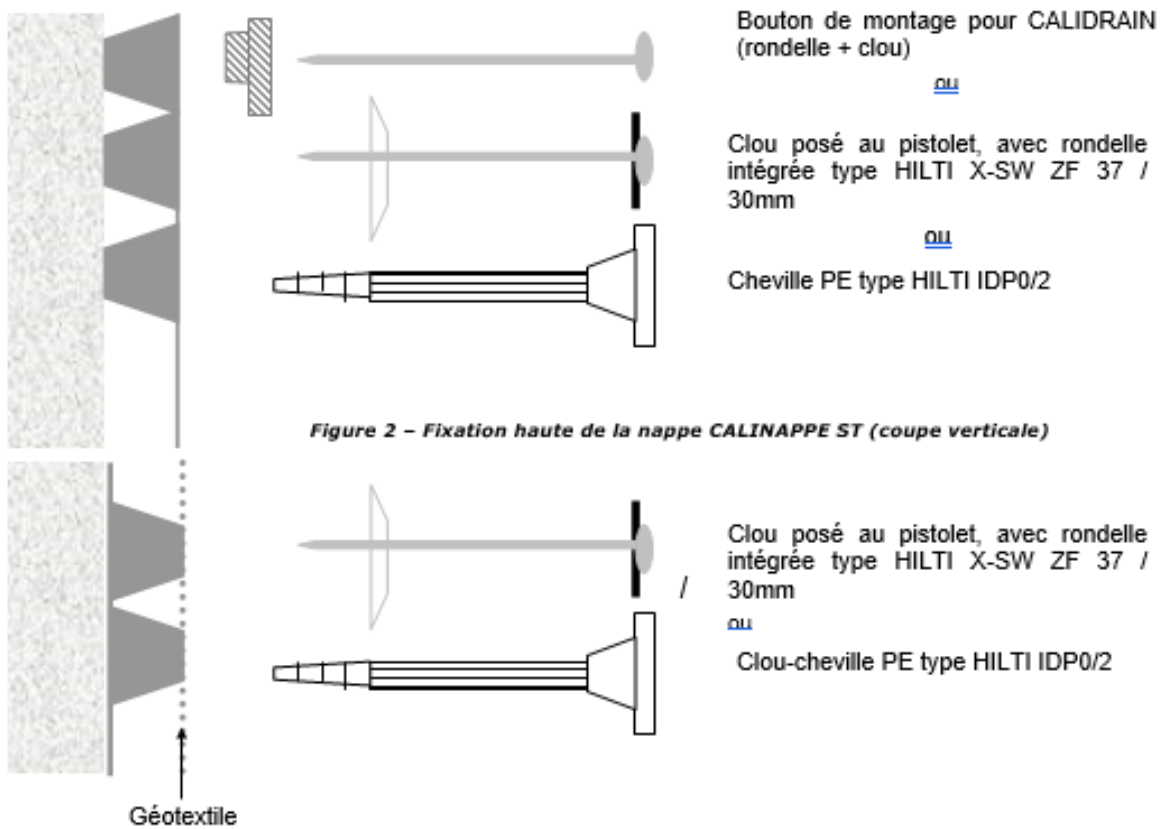 Bouton de montage pour CALIDRAIN
(rondelle + clou)
ou
Clou posé au pistolet, avec rondelle
intégrée type HILTI X-SW ZF 37 /
30mm
ou
Cheville PE type HILTI IDP0/2
Figure 2 – Fixation haute de la nappe CALINAPPE ST (coupe verticale)
Clou posé au pistolet, avec rondelle
intégrée type HILTI X-SW ZF 37 /
30mm
/
ou
Clou-cheville PE type HILTI IDP0/2
Géotextile